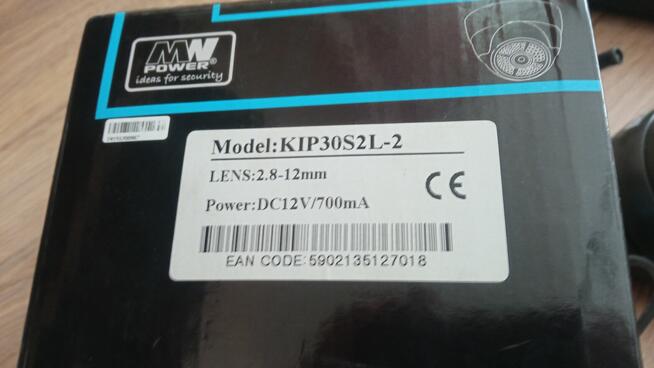 MW
POWER®
ideas for security
Model:KIP30S2L-2
LENS:2.8-12mm
CE
Power:DC12V/700mA
EAN CODE:5902135127018